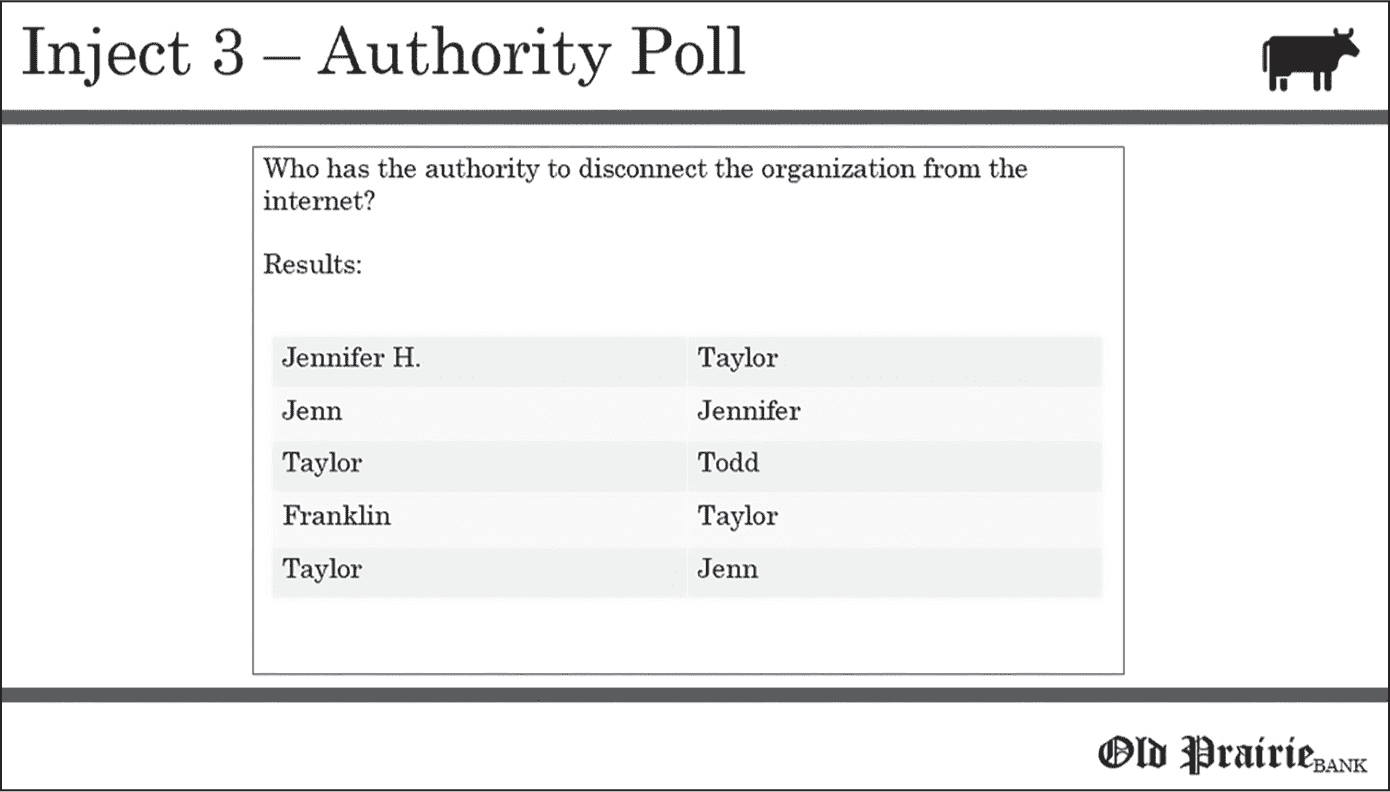 Inject 3 – Authority Poll
Who has the authority to disconnect the organization from the
internet?
Results:
Jennifer H. Taylor
Jenn Jennifer
Taylor Todd
Franklin Taylor
Taylor Jenn
Old Prairie BANK